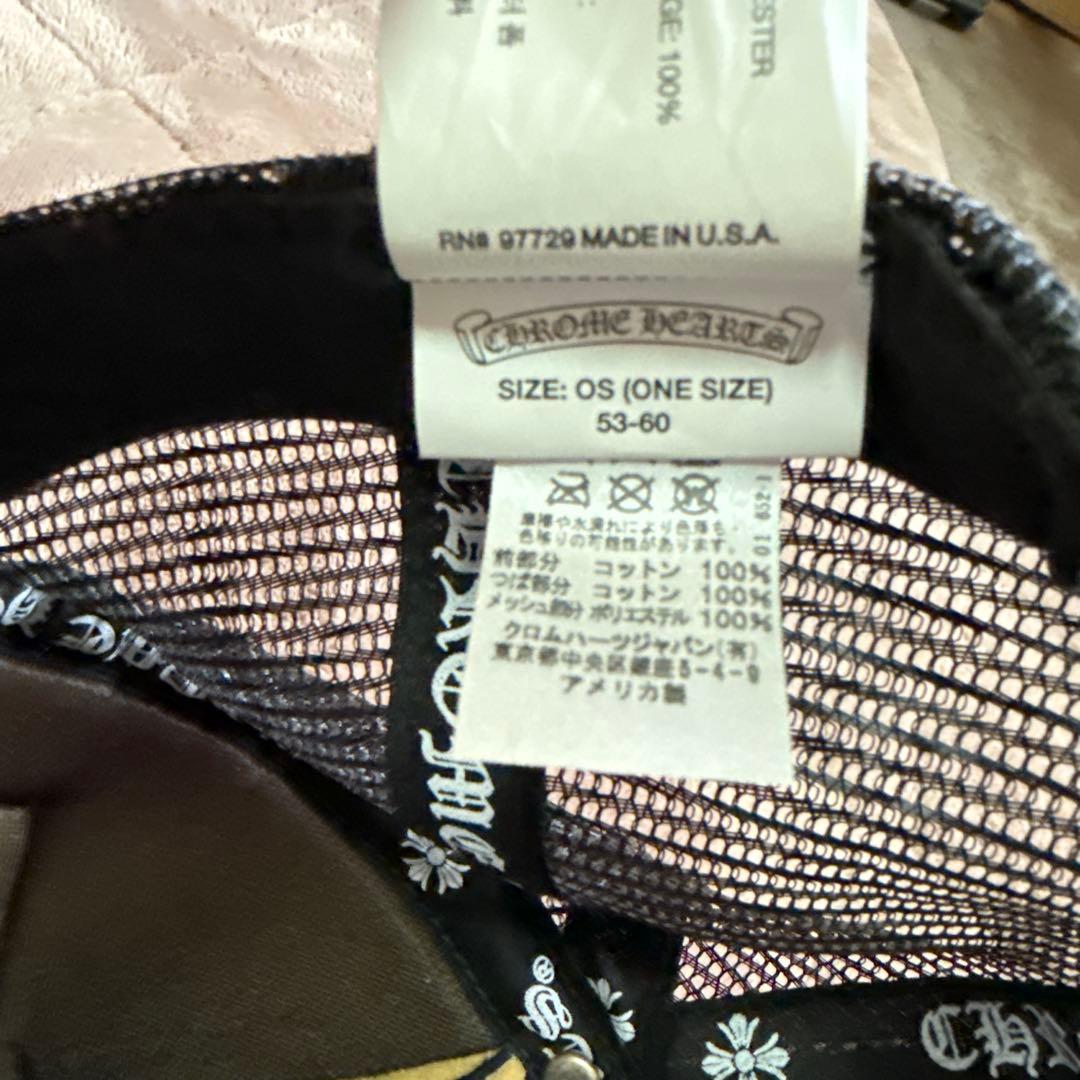 ESTER
GE 100%
RN# 97729 MADE IN U.S.A.
CHROME HEARTS
SIZE: OS (ONE SIZE)
53-60
01 652-1
摩擦や水濡れにより色落ち
色移りの可能性があります。
前部分 コットン 100%
つば部分 コットン 100%
メッシュ部分 ポリエステル 100%
クロムハーツジャパン(有)
東京都中央区銀座5-4-9
アメリカ製
®
CH